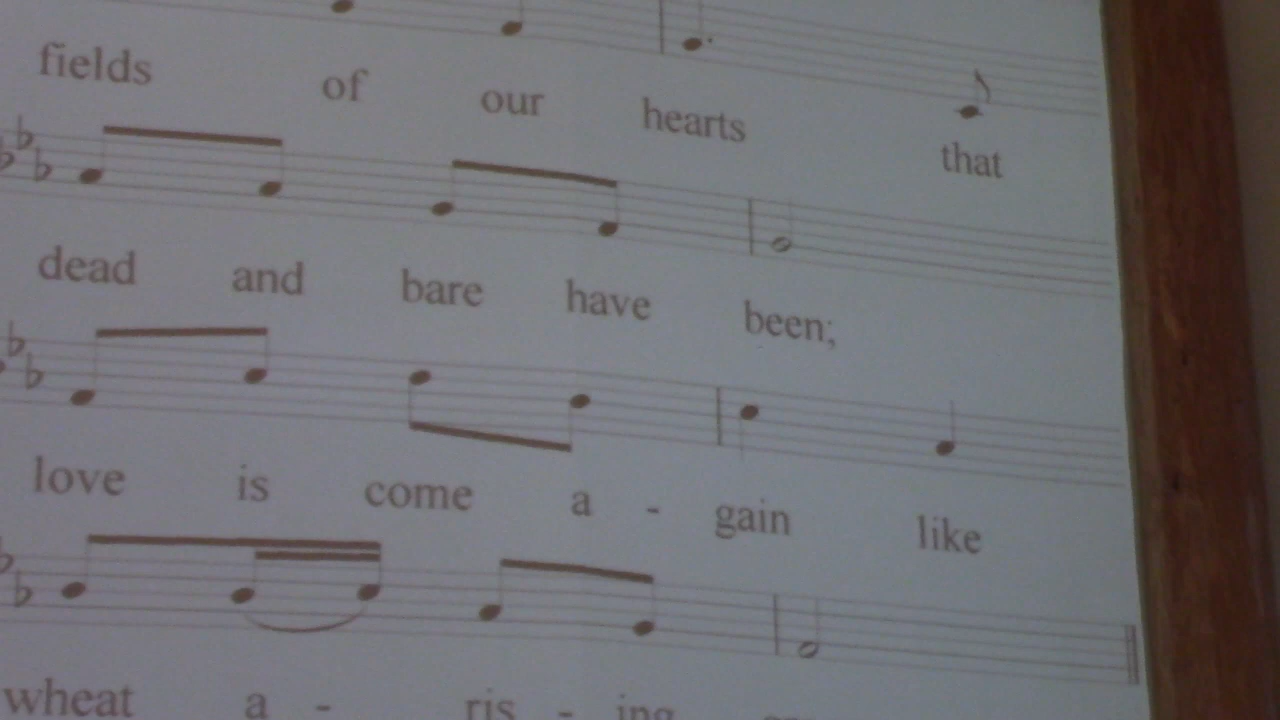 fields of our hearts that
dead and bare have been;
love is come a - gain like
wheat a - ris - ing